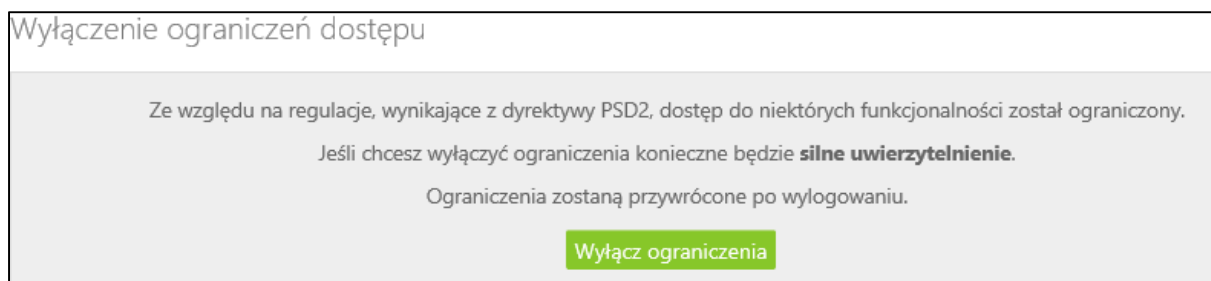 Wyłączenie ograniczeń dostępu
Ze względu na regulacje, wynikające z dyrektywy PSD2, dostęp do niektórych funkcjonalności został ograniczony.
Jeśli chcesz wyłączyć ograniczenia konieczne będzie silne uwierzytelnienie.
Ograniczenia zostaną przywrócone po wylogowaniu.
Wyłącz ograniczenia